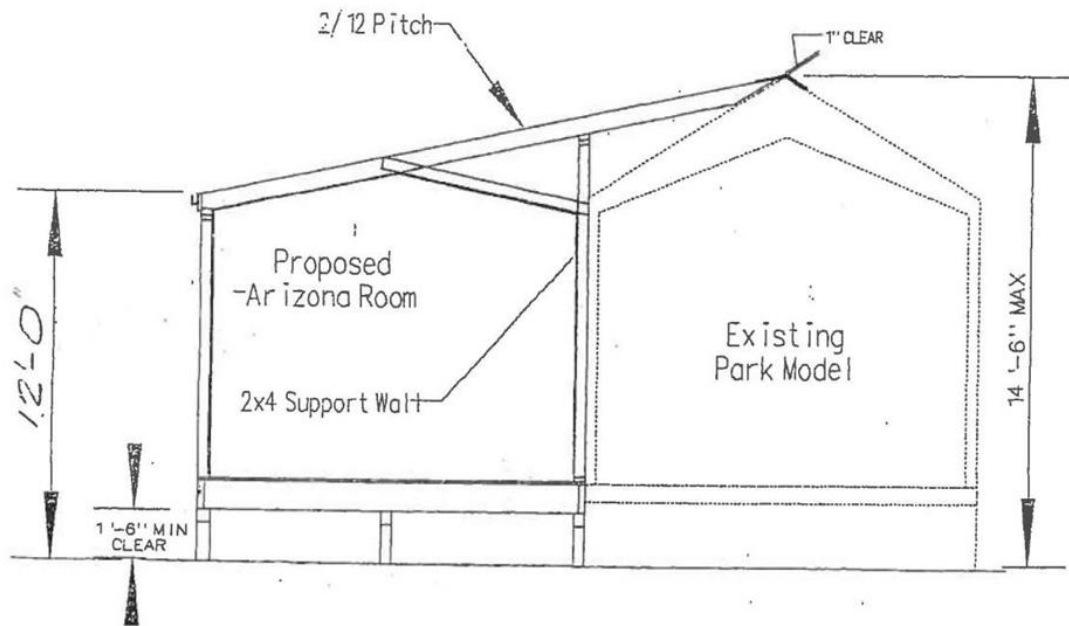 2/12 Pitch
1" CLEAR
Proposed
-Arizona Room
12'-0"
2x4 Support Wall
Existing
Park Model
14'-6" MAX
1'-6" MIN
CLEAR